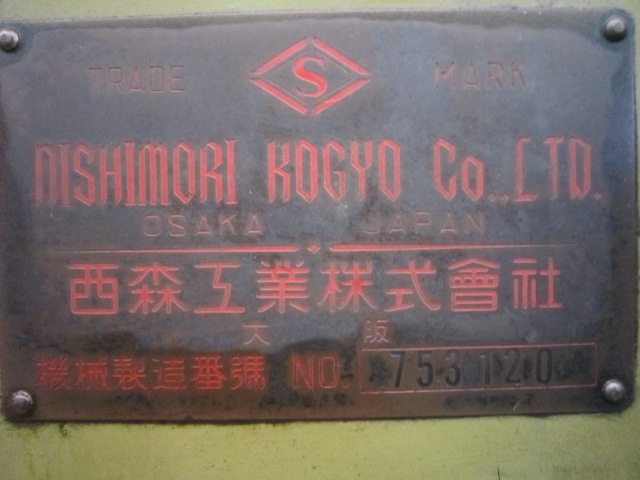 TRADE S MARK
NISHIMORI KOGYO Co.,LTD.
OSAKA JAPAN
西森工業株式會社
大阪
機械製造番號 NO. 753120